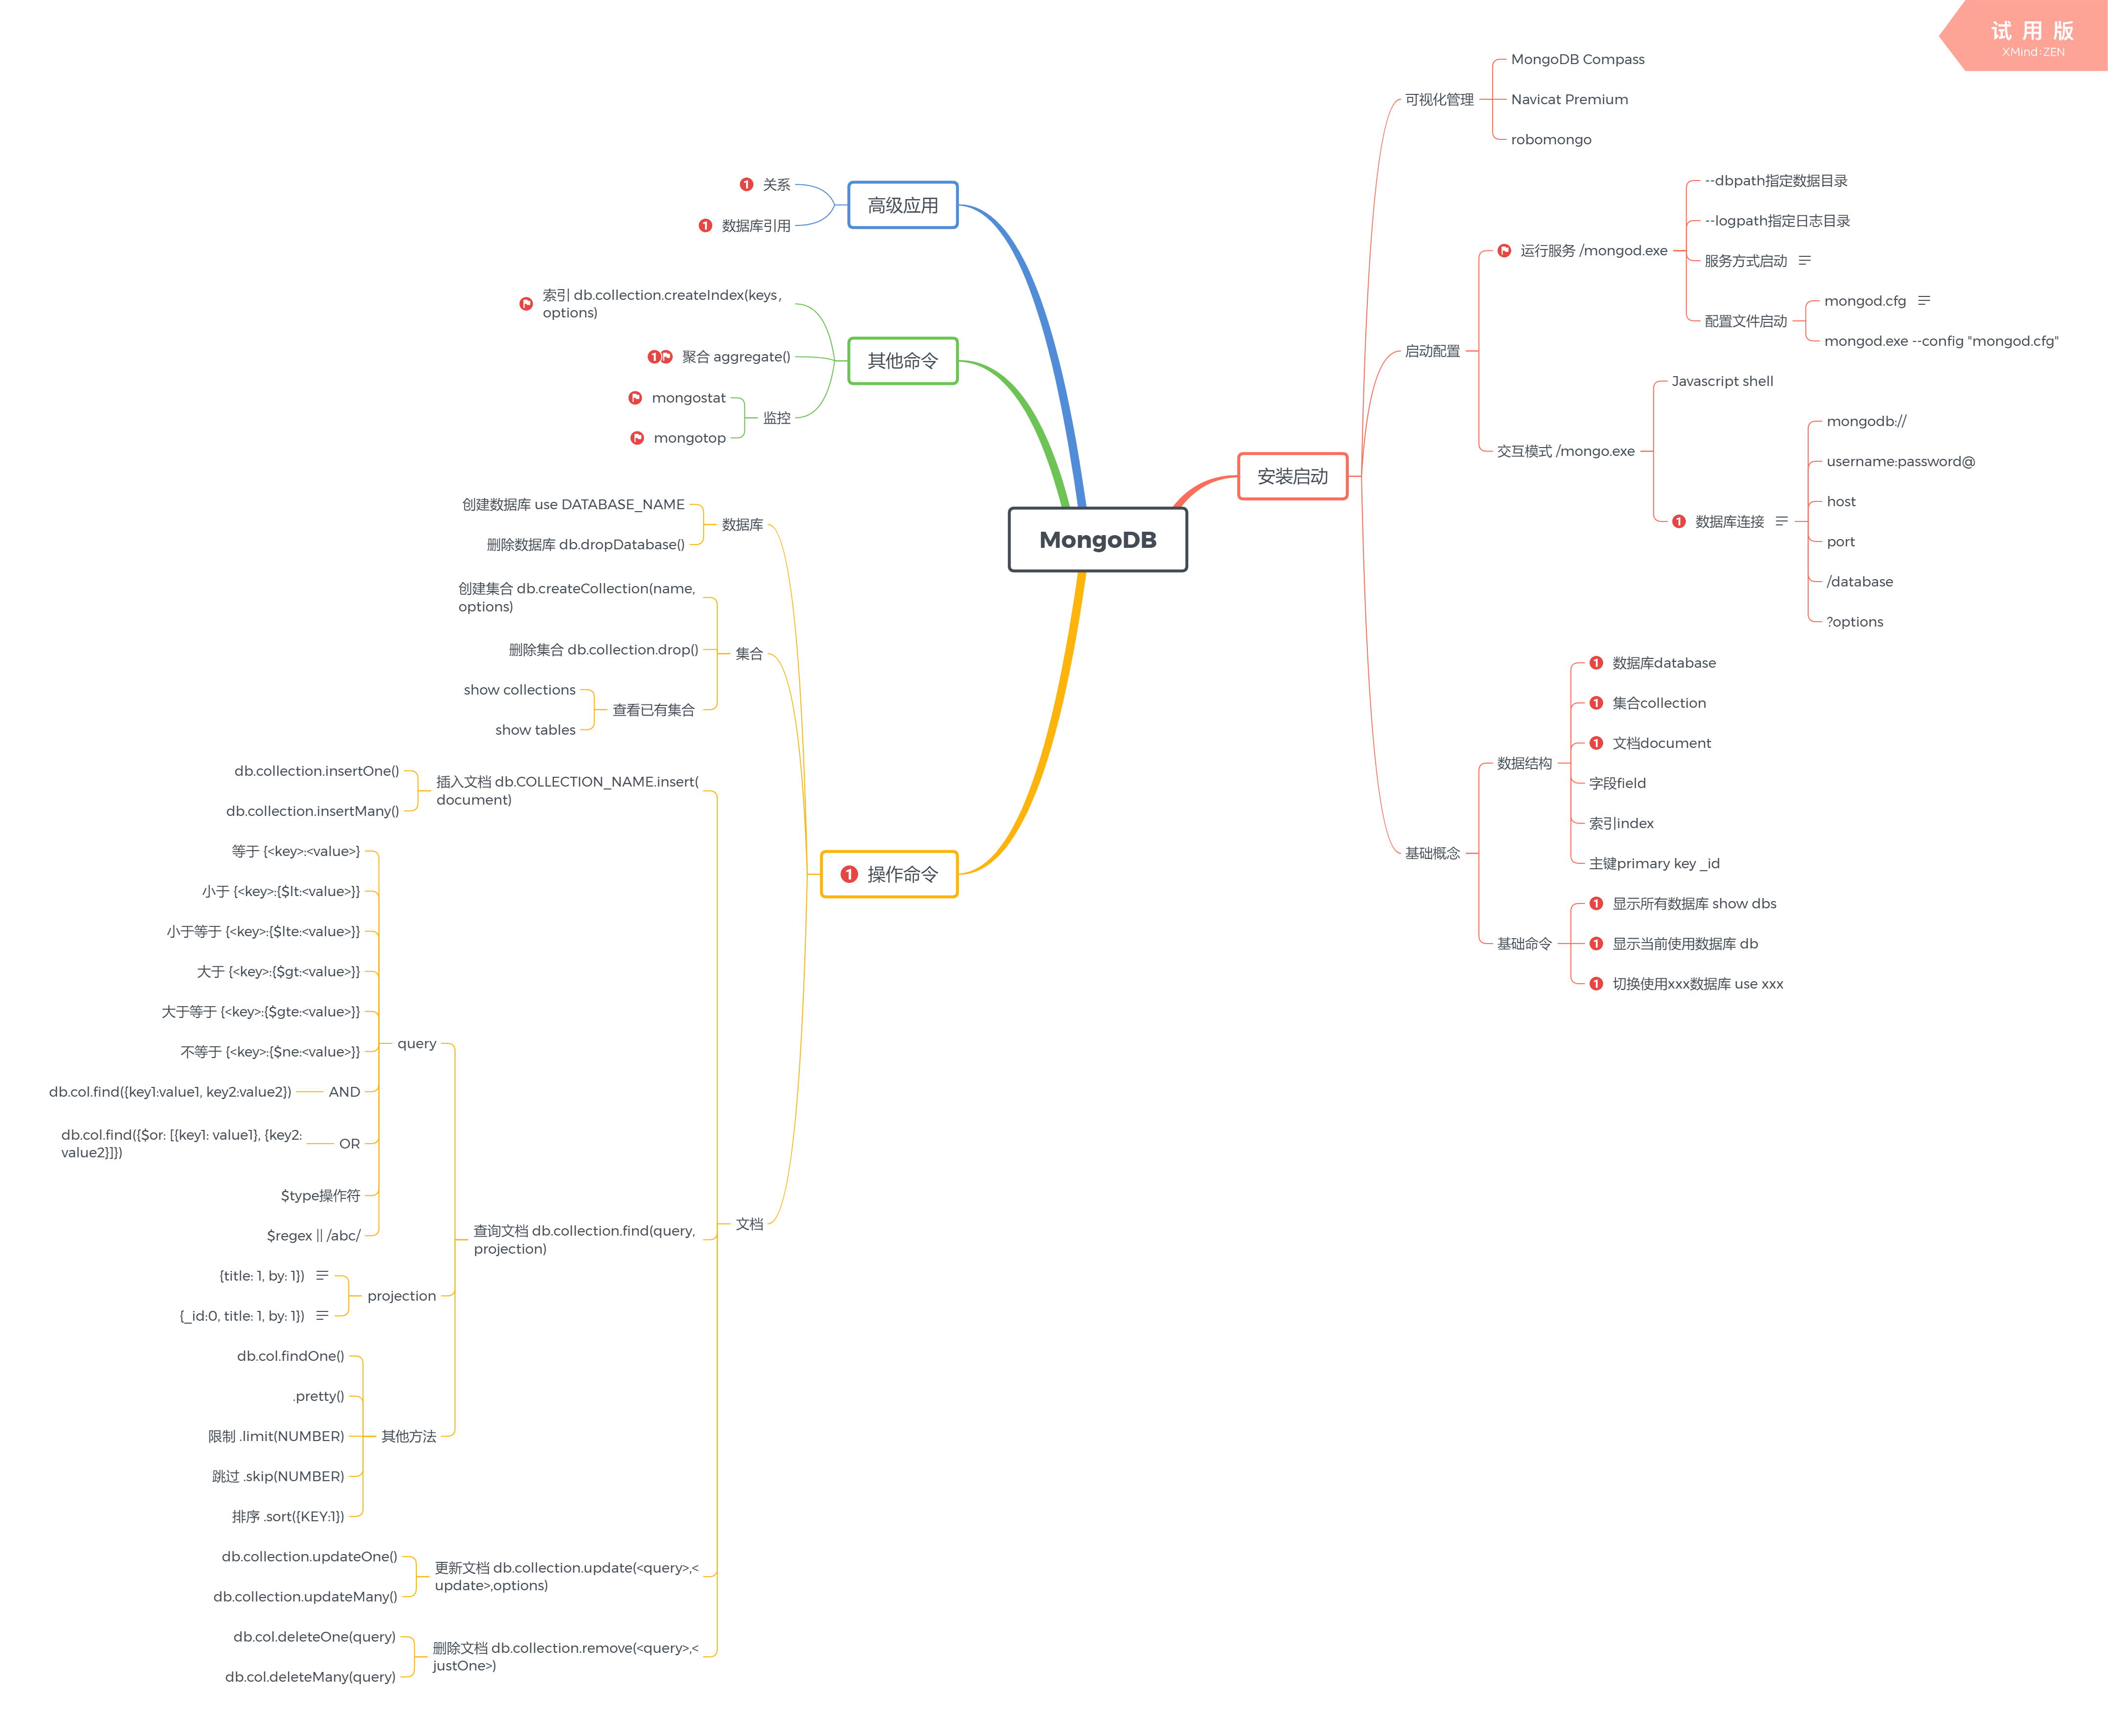 试 用 版
XMind:ZEN
MongoDB
安装启动
可视化管理
MongoDB Compass
Navicat Premium
robomongo
启动配置
运行服务 /mongod.exe
--dbpath指定数据目录
--logpath指定日志目录
服务方式启动
配置文件启动
mongod.cfg
mongod.exe --config "mongod.cfg"
交互模式 /mongo.exe
Javascript shell
数据库连接
mongodb://
username:password@
host
port
/database
?options
基础概念
数据结构
数据库database
集合collection
文档document
字段field
索引index
主键primary key _id
基础命令
显示所有数据库 show dbs
显示当前使用数据库 db
切换使用xxx数据库 use xxx
高级应用
关系
数据库引用
其他命令
索引 db.collection.createIndex(keys,
options)
聚合 aggregate()
监控
mongostat
mongotop
操作命令
数据库
创建数据库 use DATABASE_NAME
删除数据库 db.dropDatabase()
集合
创建集合 db.createCollection(name,
options)
删除集合 db.collection.drop()
查看已有集合
show collections
show tables
文档
插入文档 db.COLLECTION_NAME.insert(
document)
db.collection.insertOne()
db.collection.insertMany()
查询文档 db.collection.find(query,
projection)
query
等于 {<key>:<value>}
小于 {<key>:{$lt:<value>}}
小于等于 {<key>:{$lte:<value>}}
大于 {<key>:{$gt:<value>}}
大于等于 {<key>:{$gte:<value>}}
不等于 {<key>:{$ne:<value>}}
AND
db.col.find({key1:value1, key2:value2})
OR
db.col.find({$or: [{key1: value1}, {key2:
value2}]})
$type操作符
$regex || /abc/
projection
{title: 1, by: 1})
{_id:0, title: 1, by: 1})
其他方法
db.col.findOne()
.pretty()
限制 .limit(NUMBER)
跳过 .skip(NUMBER)
排序 .sort({KEY:1})
更新文档 db.collection.update(<query>,<
update>,options)
db.collection.updateOne()
db.collection.updateMany()
删除文档 db.collection.remove(<query>,<
justOne>)
db.col.deleteOne(query)
db.col.deleteMany(query)